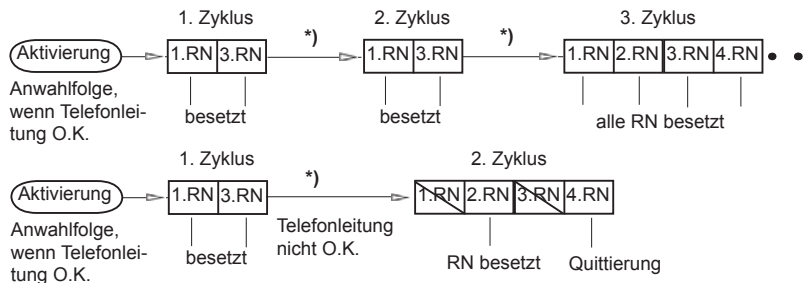 1. Zyklus
*)
2. Zyklus
*)
3. Zyklus
Aktivierung
1.RN 3.RN
1.RN 3.RN
1.RN 2.RN 3.RN 4.RN
Anwahlfolge,
wenn Telefonlei-
tung O.K.
besetzt
besetzt
alle RN besetzt
1. Zyklus
*)
2. Zyklus
Aktivierung
1.RN 3.RN
1.RN 2.RN 3.RN 4.RN
Anwahlfolge,
wenn Telefonlei-
tung O.K.
besetzt
Telefonleitung
nicht O.K.
RN besetzt
Quittierung